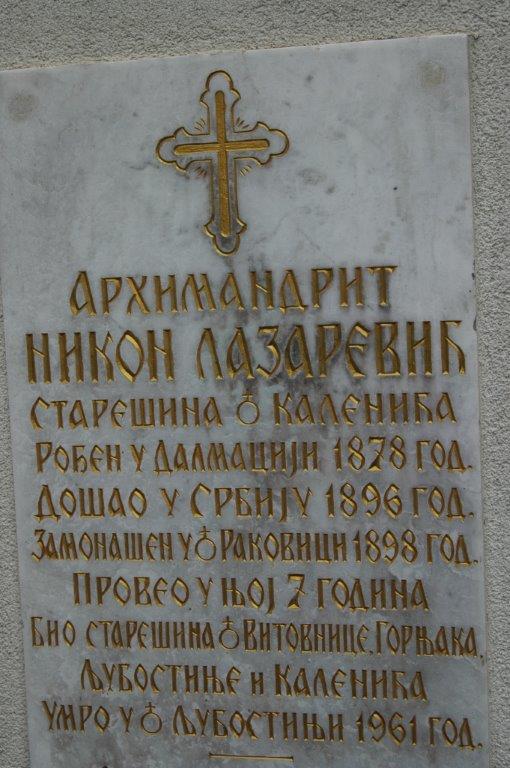 Архимандрит
Никон Лазаревић
Старешина ♁ Каленића
Рођен у Далмацији 1878 год.
Дошао у Србију 1896 год.
Замонашен у ♁ Раковици 1898 год.
Провео у њој 7 година
Био старешина ♁ Витовнице, Горњака,
Љубостиње и Каленића
Умро у ♁ Љубостињи 1961 год.